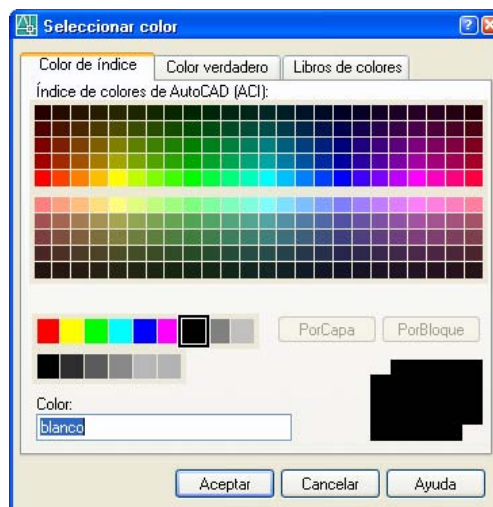 Seleccionar color
Color de índice
Color verdadero
Libros de colores
Índice de colores de AutoCAD (ACI):
PorCapa
PorBloque
Color:
blanco
Aceptar
Cancelar
Ayuda